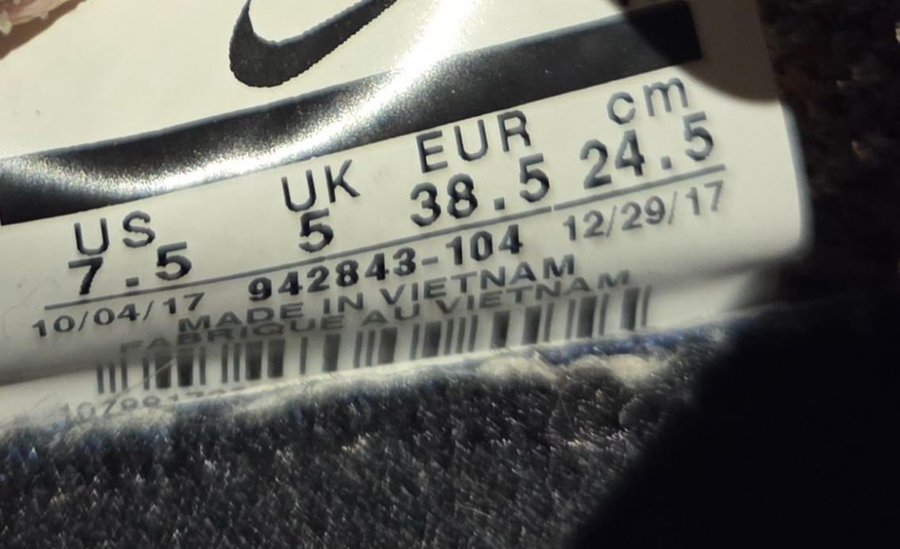 US UK EUR cm
7.5 5 38.5 24.5
10/04/17 942843-104 12/29/17
MADE IN VIETNAM
FABRIQUE AU VIETNAM